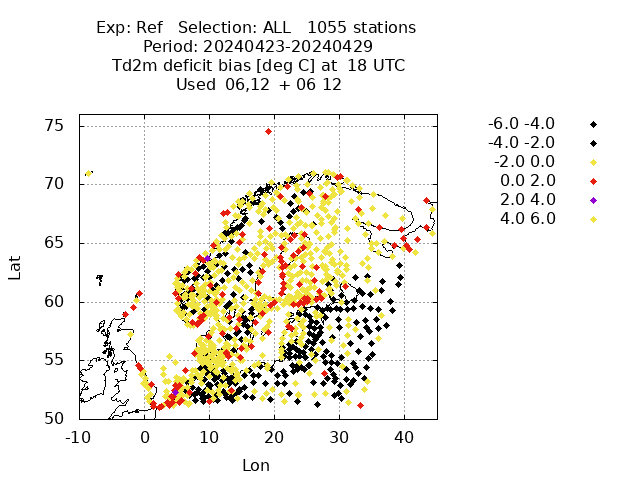 Exp: Ref   Selection: ALL   1055 stations
Period: 20240423-20240429
Td2m deficit bias [deg C] at  18 UTC
Used  06,12  + 06 12
-6.0 -4.0
-4.0 -2.0
-2.0 0.0
0.0 2.0
2.0 4.0
4.0 6.0
75
70
65
60
55
50
Lat
-10 0 10 20 30 40
Lon